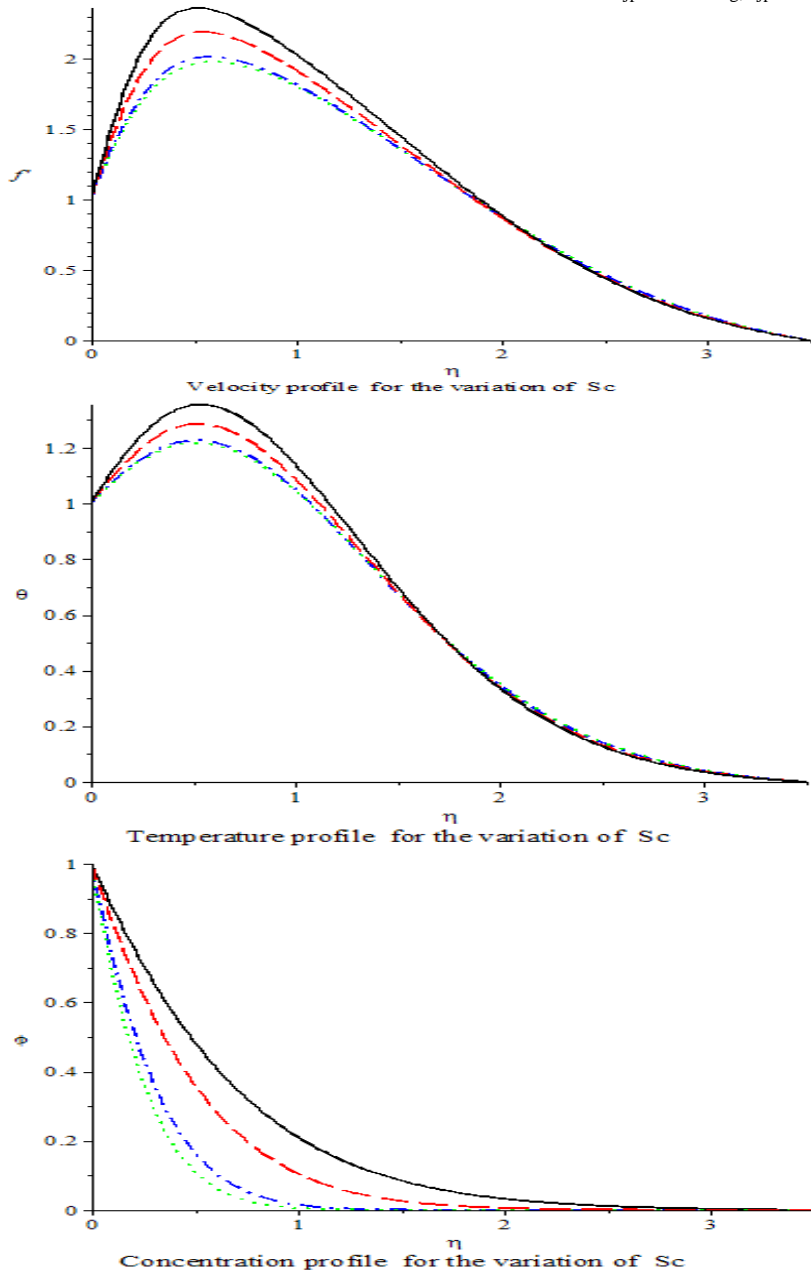 2
1.5
1
0.5
0
0 1 2 3
η
Velocity profile for the variation of Sc
1.2
1
0.8
0.6
0.4
0.2
0
0 1 2 3
η
Temperature profile for the variation of Sc
1
0.8
0.6
0.4
0.2
0
0 1 2 3
η
Concentration profile for the variation of Sc